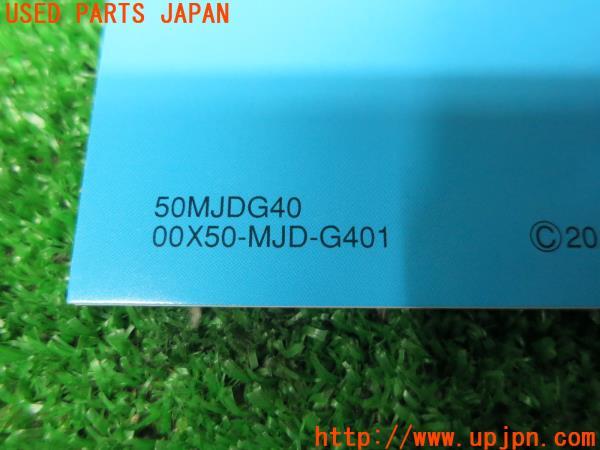 USED PARTS JAPAN
50MJDG40
00X50-MJD-G401
©20
http://www.upjpn.com